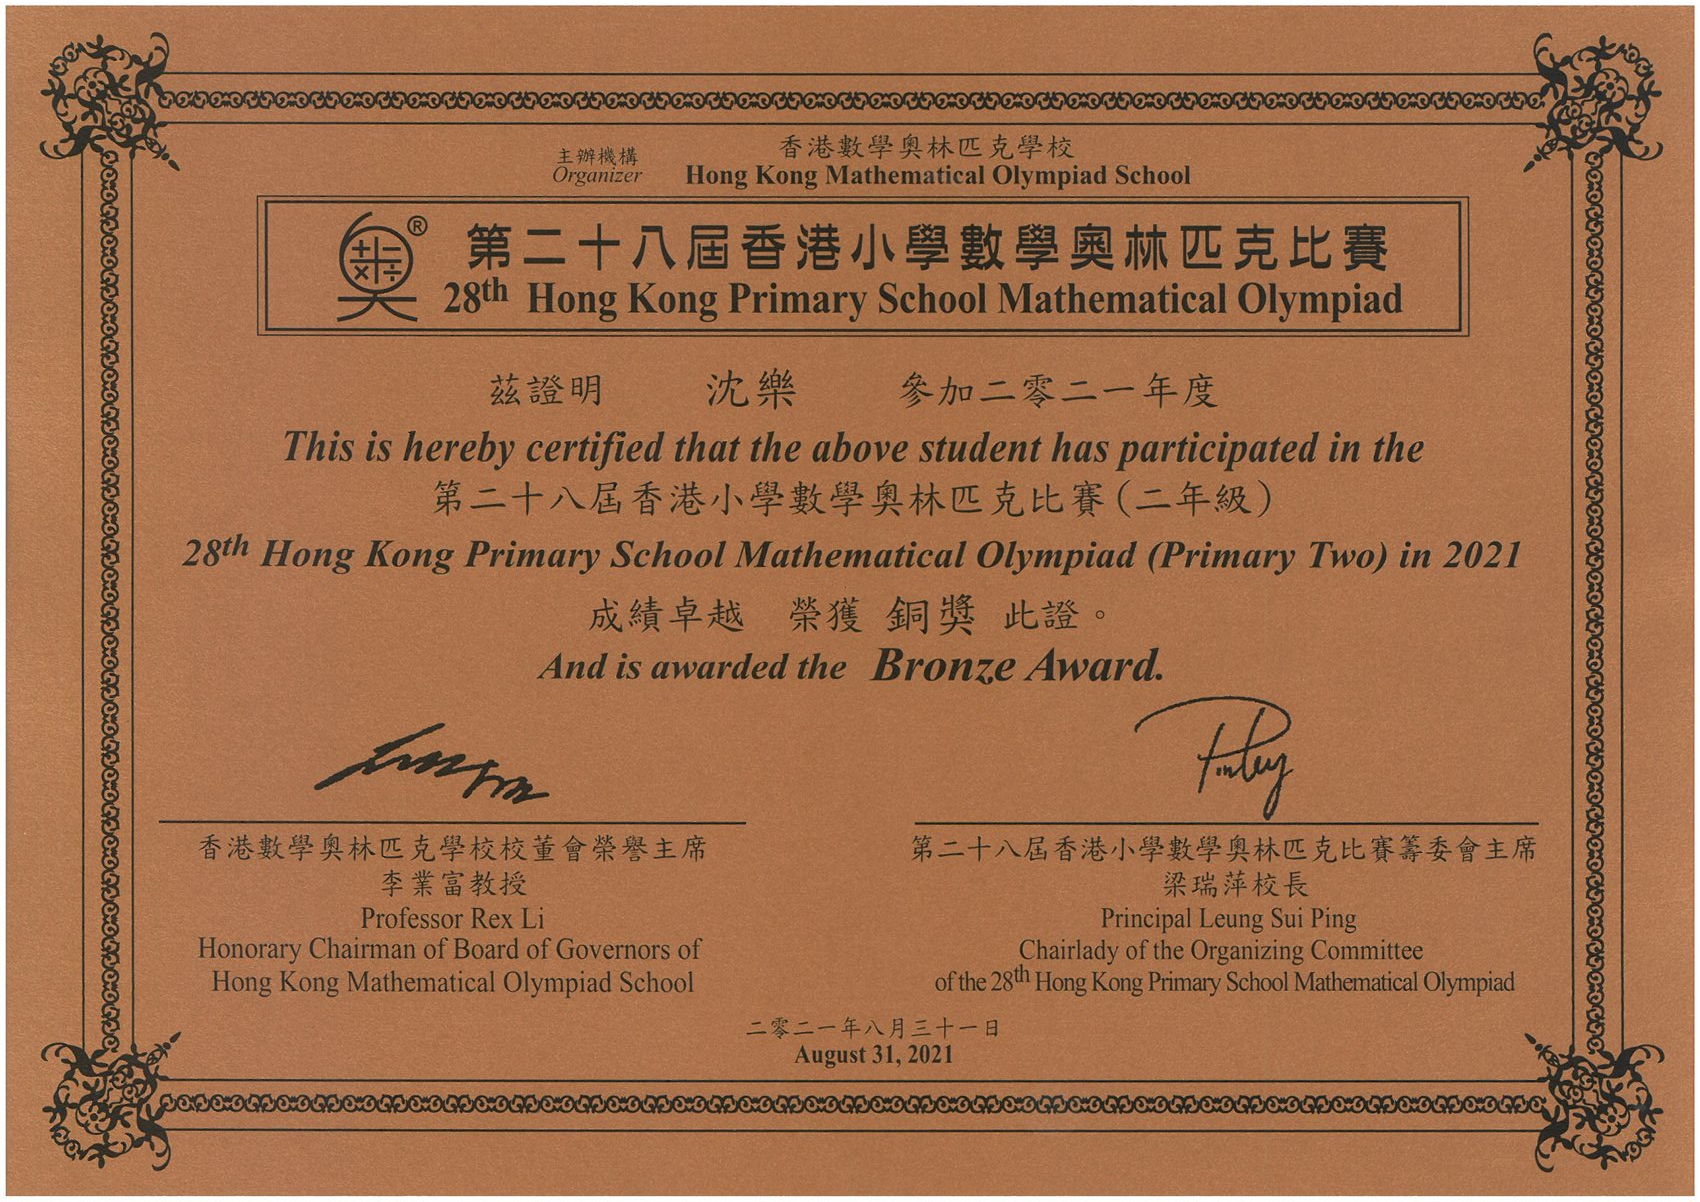 主辦機構
Organizer
香港數學奧林匹克學校
Hong Kong Mathematical Olympiad School
®
第二十八屆香港小學數學奧林匹克比賽
28th Hong Kong Primary School Mathematical Olympiad
茲證明 沈樂 參加二零二一年度
This is hereby certified that the above student has participated in the
第二十八屆香港小學數學奧林匹克比賽(二年級)
28th Hong Kong Primary School Mathematical Olympiad (Primary Two) in 2021
成績卓越 榮獲 銅獎 此證。
And is awarded the Bronze Award.
香港數學奧林匹克學校校董會榮譽主席
李業富教授
Professor Rex Li
Honorary Chairman of Board of Governors of
Hong Kong Mathematical Olympiad School
第二十八屆香港小學數學奧林匹克比賽籌委會主席
梁瑞萍校長
Principal Leung Sui Ping
Chairlady of the Organizing Committee
of the 28th Hong Kong Primary School Mathematical Olympiad
二零二一年八月三十一日
August 31, 2021